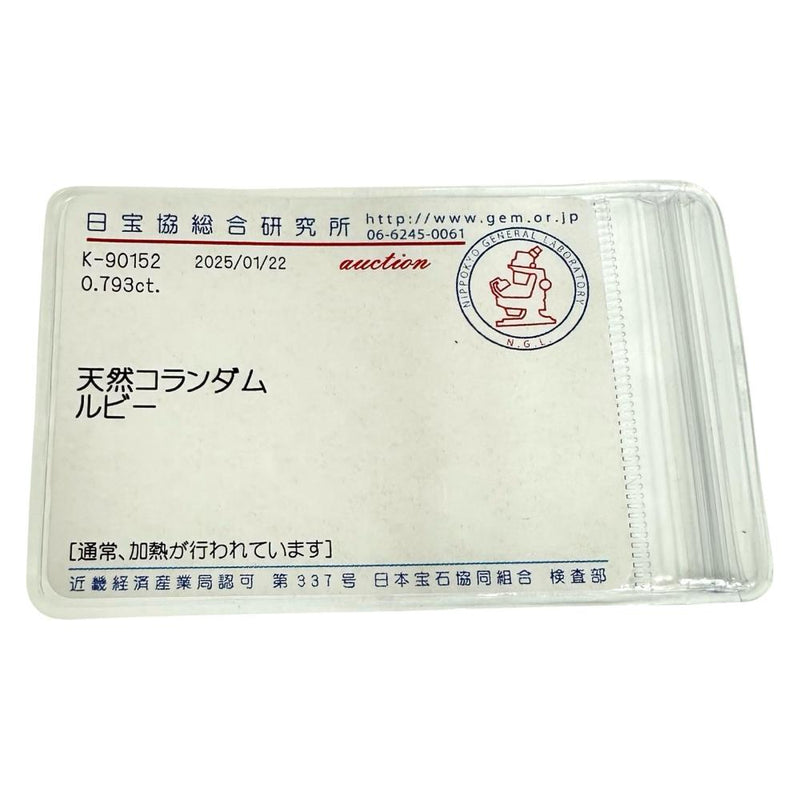 日宝協総合研究所 http://www.gem.or.jp
06-6245-0061
K-90152 2025/01/22 auction
0.793ct.
NIPPOKYO GENERAL LABORATORY
N.G.L.
天然コランダム
ルビー
[通常、加熱が行われています]
近畿経済産業局認可 第337号 日本宝石協同組合 検査部